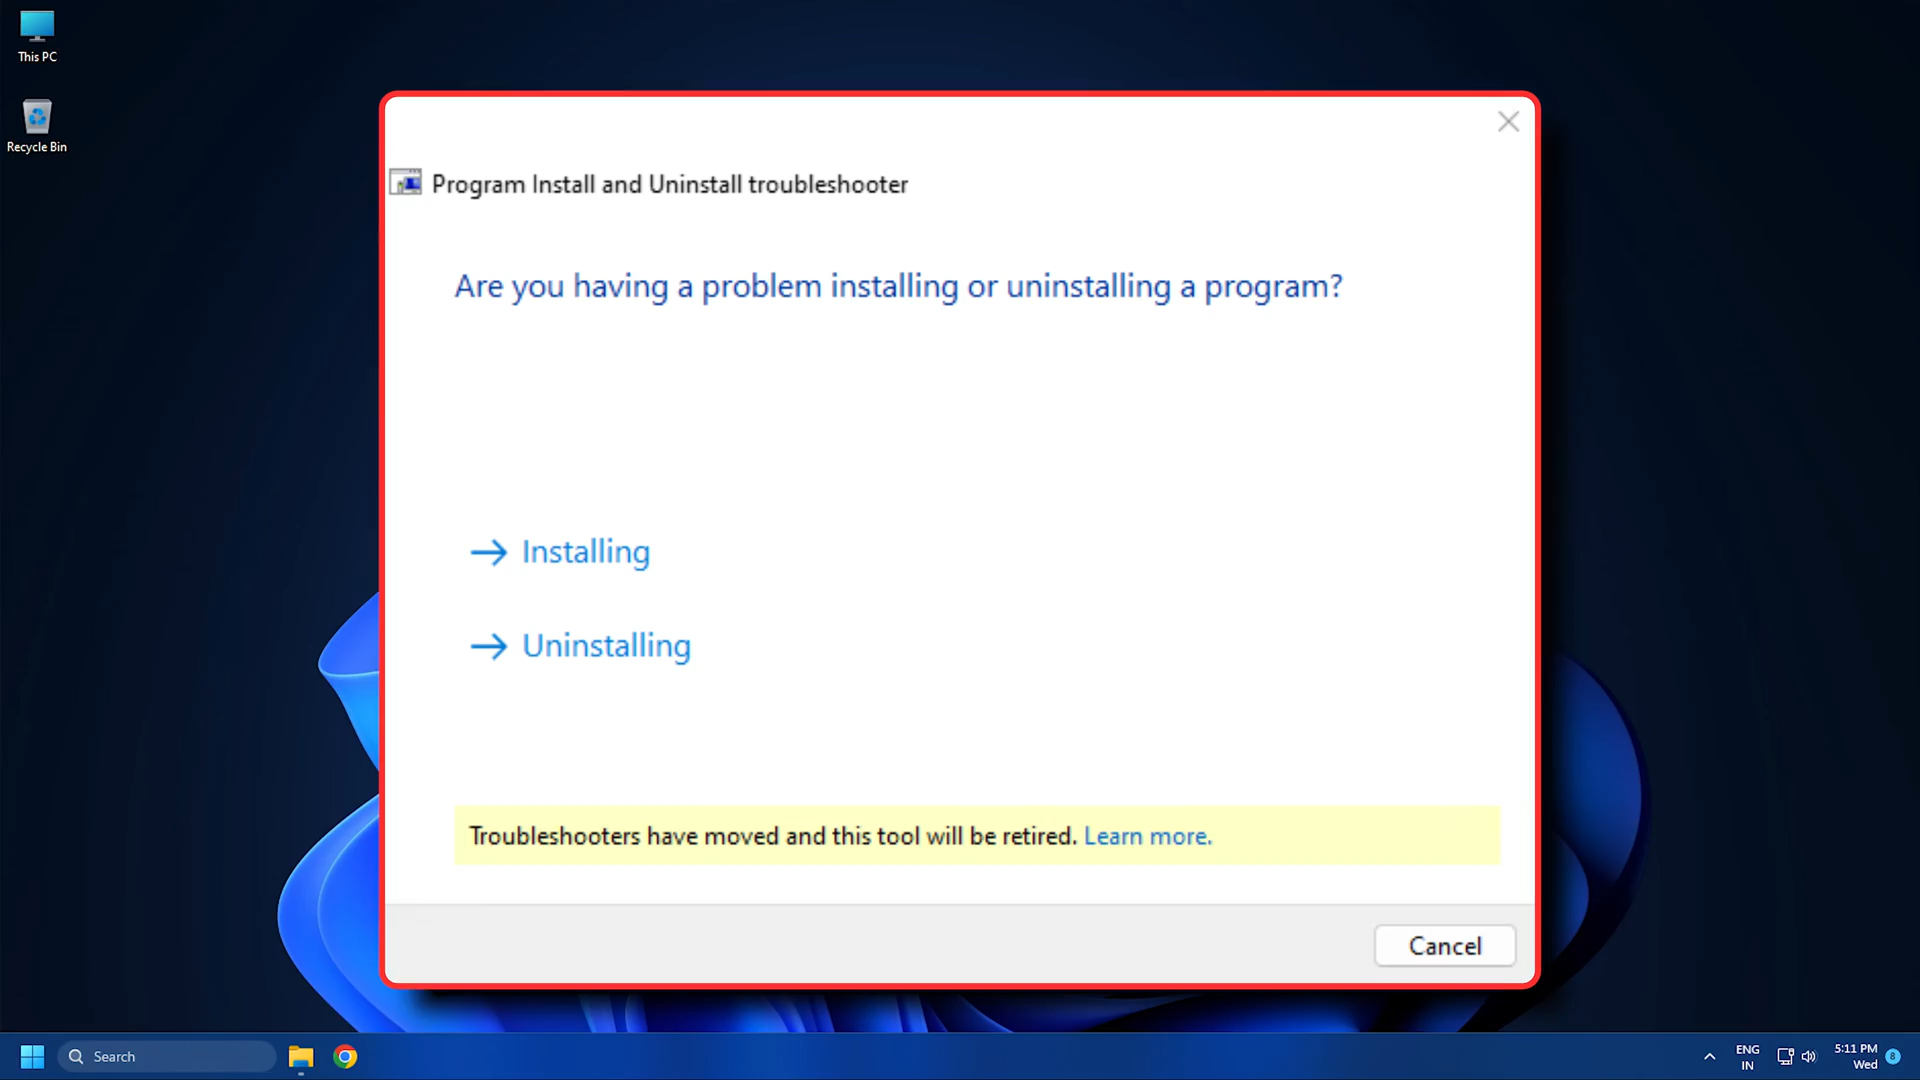 This PC
Recycle Bin
Program Install and Uninstall troubleshooter
Are you having a problem installing or uninstalling a program?
Installing
Uninstalling
Troubleshooters have moved and this tool will be retired. Learn more.
Cancel
Search
ENG
IN
5:11 PM
Wed
8